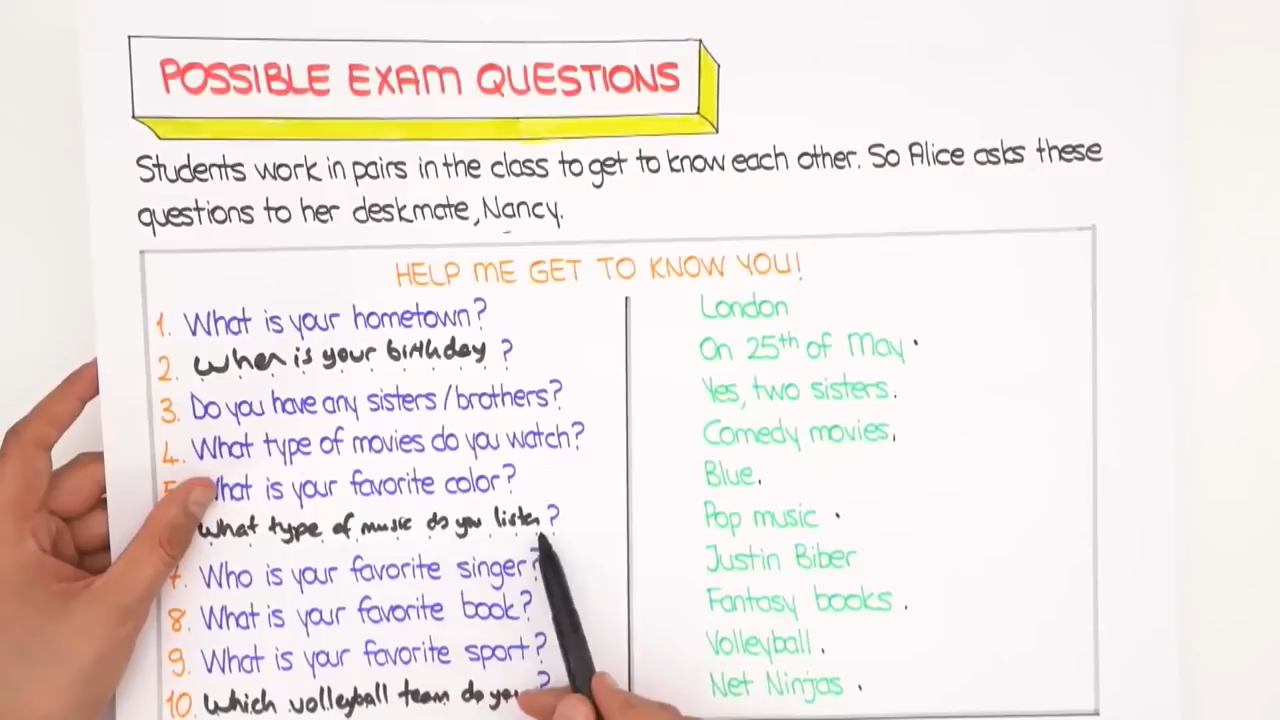 POSSIBLE EXAM QUESTIONS
Students work in pairs in the class to get to know each other. So Alice asks these
questions to her deskmate, Nancy.
HELP ME GET TO KNOW YOU!
1. What is your hometown? London
2. When is your birthday ? On 25th of May.
3. Do you have any sisters / brothers? Yes, two sisters.
4. What type of movies do you watch? Comedy movies.
What is your favorite color? Blue.
What type of music do you listen ? Pop music .
7. Who is your favorite singer? Justin Biber
8. What is your favorite book? Fantasy books .
9. What is your favorite sport? Volleyball .
10. Which volleyball team do you ? Net Ninjas .